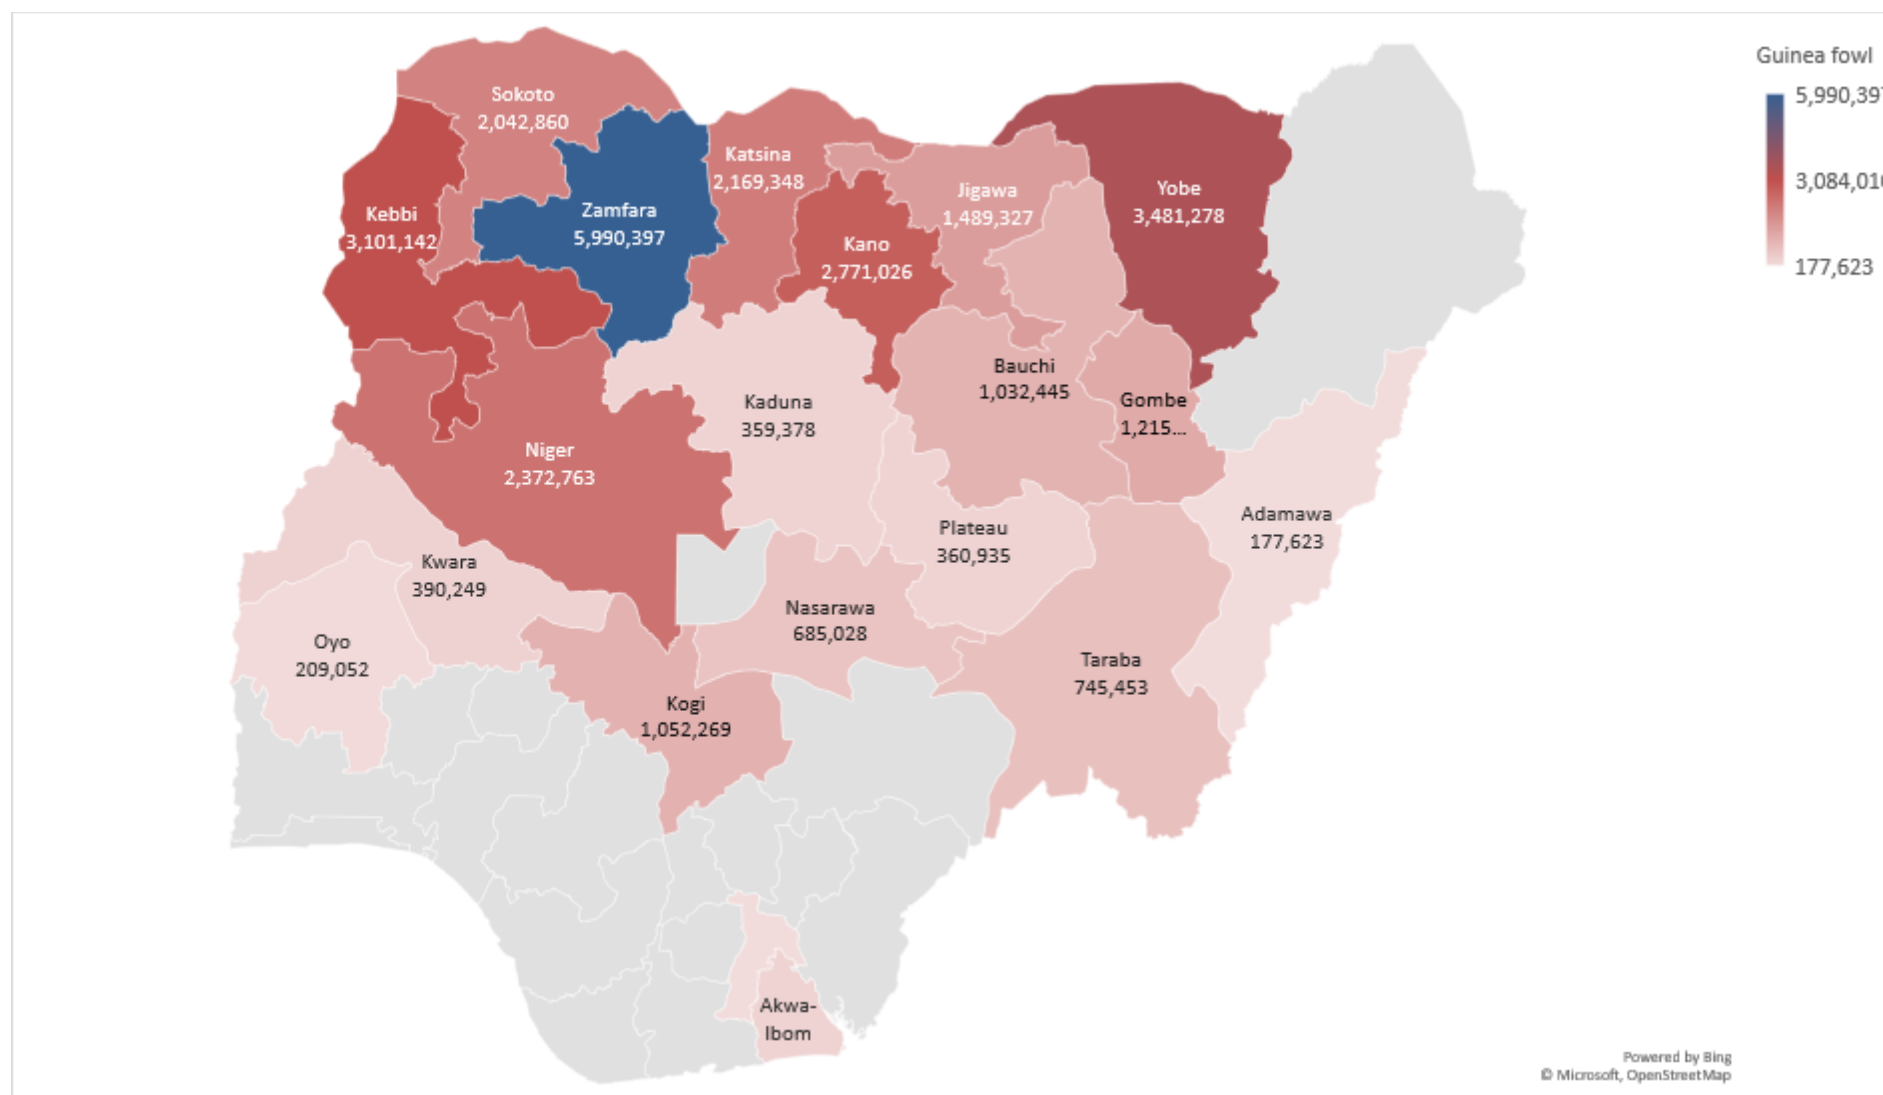 Guinea fowl
5,990,397
3,084,010
177,623
Sokoto
2,042,860
Katsina
2,169,348
Jigawa
1,489,327
Yobe
3,481,278
Kebbi
3,101,142
Zamfara
5,990,397
Kano
2,771,026
Bauchi
1,032,445
Gombe
1,215...
Kaduna
359,378
Niger
2,372,763
Plateau
360,935
Adamawa
177,623
Kwara
390,249
Nasarawa
685,028
Oyo
209,052
Taraba
745,453
Kogi
1,052,269
Akwa-
Ibom
Powered by Bing
© Microsoft, OpenStreetMap